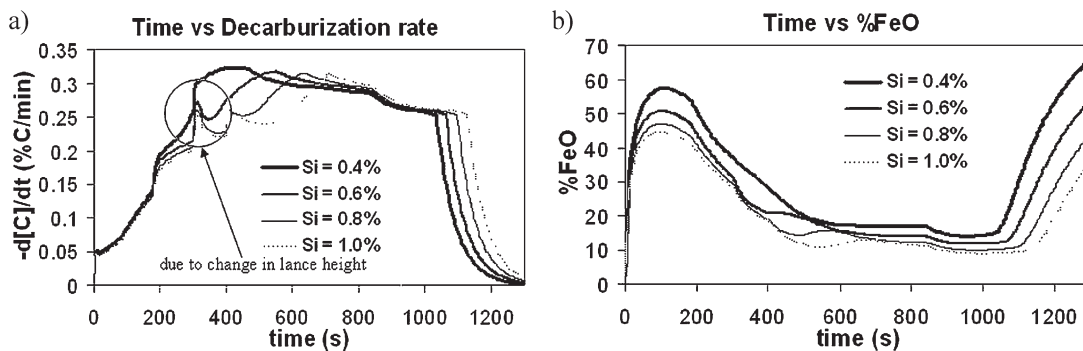 a)
Time vs Decarburization rate
-d[C]/dt (%C/min)
0.35
0.3
0.25
0.2
0.15
0.1
0.05
0
Si = 0.4%
Si = 0.6%
Si = 0.8%
Si = 1.0%
due to change in lance height
0 200 400 600 800 1000 1200
time (s)
b)
Time vs %FeO
%FeO
70
60
50
40
30
20
10
0
Si = 0.4%
Si = 0.6%
Si = 0.8%
Si = 1.0%
0 200 400 600 800 1000 1200
time (s)